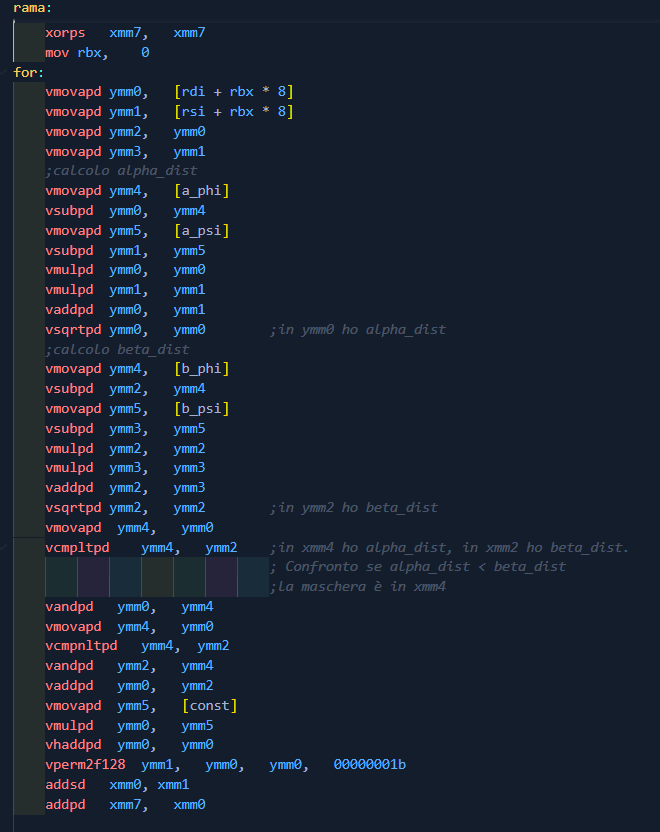 rama:
xorps xmm7, xmm7
mov rbx, 0
for:
vmovapd ymm0, [rdi + rbx * 8]
vmovapd ymm1, [rsi + rbx * 8]
vmovapd ymm2, ymm0
vmovapd ymm3, ymm1
;calcolo alpha_dist
vmovapd ymm4, [a_phi]
vsubpd ymm0, ymm4
vmovapd ymm5, [a_psi]
vsubpd ymm1, ymm5
vmulpd ymm0, ymm0
vmulpd ymm1, ymm1
vaddpd ymm0, ymm1
vsqrtpd ymm0, ymm0 ;in ymm0 ho alpha_dist
;calcolo beta_dist
vmovapd ymm4, [b_phi]
vsubpd ymm2, ymm4
vmovapd ymm5, [b_psi]
vsubpd ymm3, ymm5
vmulpd ymm2, ymm2
vmulpd ymm3, ymm3
vaddpd ymm2, ymm3
vsqrtpd ymm2, ymm2 ;in ymm2 ho beta_dist
vmovapd ymm4, ymm0
vcmpltpd ymm4, ymm2 ;in xmm4 ho alpha_dist, in xmm2 ho beta_dist.
; Confronto se alpha_dist < beta_dist
;la maschera è in xmm4
vandpd ymm0, ymm4
vmovapd ymm4, ymm0
vcmpnltpd ymm4, ymm2
vandpd ymm2, ymm4
vaddpd ymm0, ymm2
vmovapd ymm5, [const]
vmulpd ymm0, ymm5
vhaddpd ymm0, ymm0
vperm2f128 ymm1, ymm0, ymm0, 00000001b
addsd xmm0, xmm1
addpd xmm7, xmm0